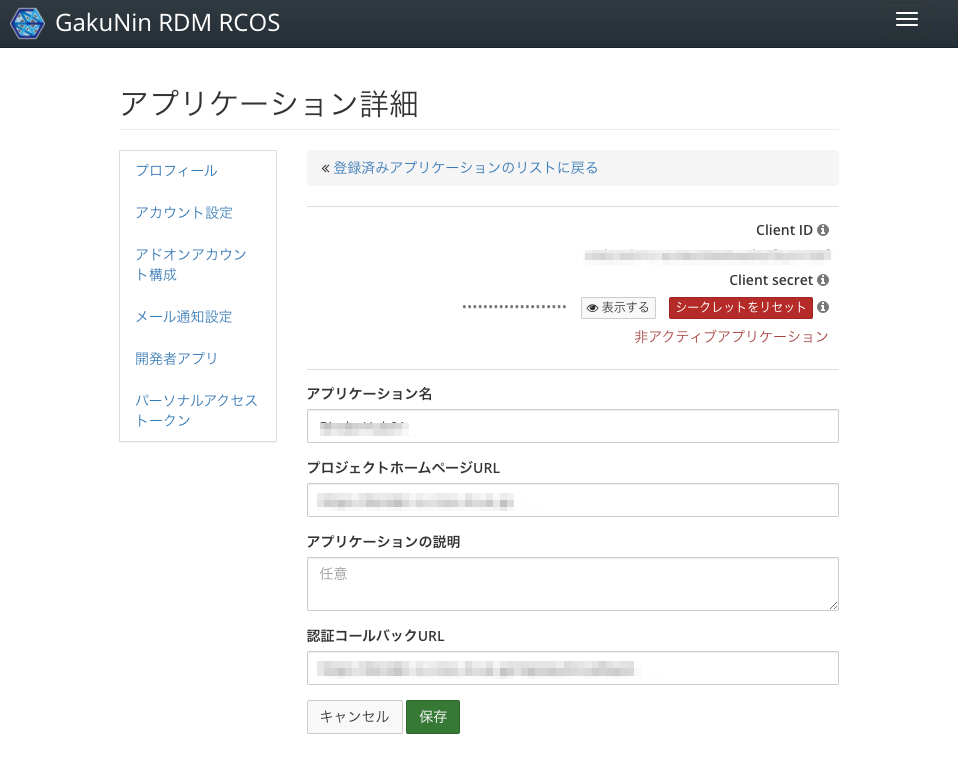 GakuNin RDM RCOS
アプリケーション詳細
プロフィール
アカウント設定
アドオンアカウン
ト構成
メール通知設定
開発者アプリ
パーソナルアクセス
トークン
« 登録済みアプリケーションのリストに戻る
Client ID
Client secret
•••••••••••••••••••• 表示する シークレットをリセット
非アクティブアプリケーション
アプリケーション名
プロジェクトホームページURL
アプリケーションの説明
任意
認証コールバックURL
キャンセル 保存